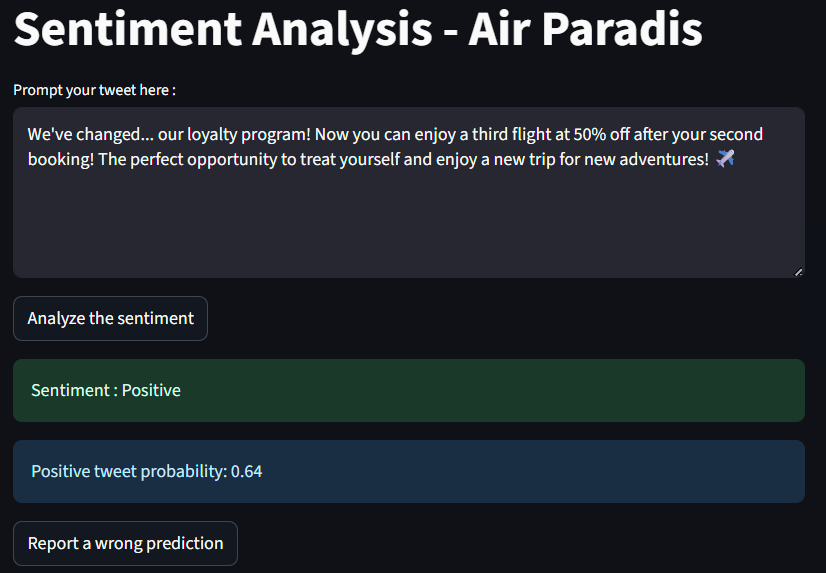 Sentiment Analysis - Air Paradis
Prompt your tweet here :
We've changed... our loyalty program! Now you can enjoy a third flight at 50% off after your second
booking! The perfect opportunity to treat yourself and enjoy a new trip for new adventures! ✈️
Analyze the sentiment
Sentiment : Positive
Positive tweet probability: 0.64
Report a wrong prediction